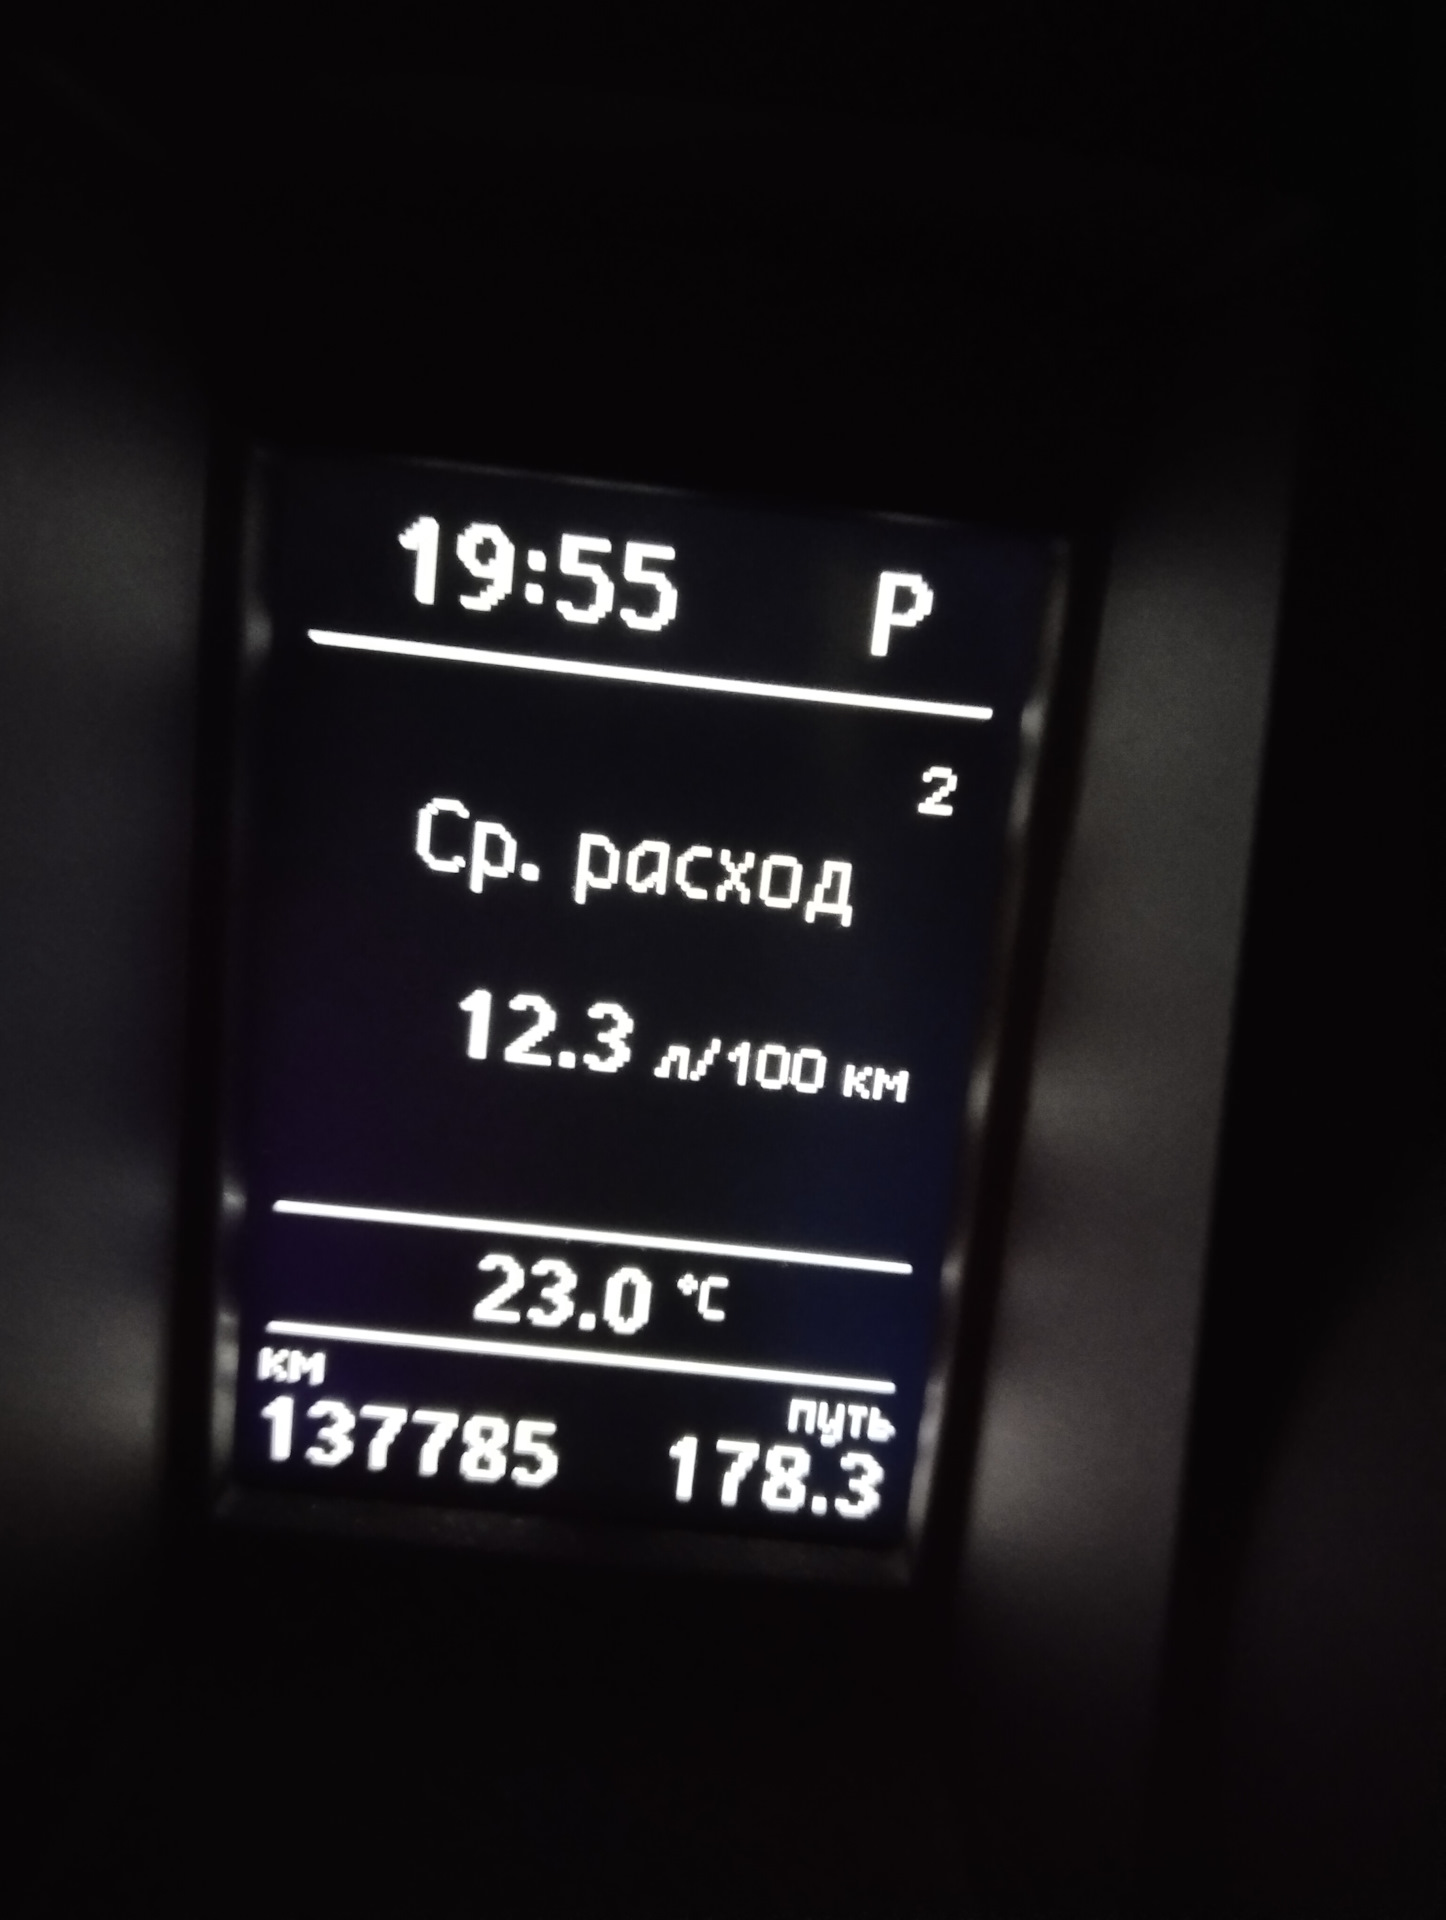 19:55 P
2
Ср. расход
12.3 л/100 км
23.0 °C
км
путь
137785 178.3